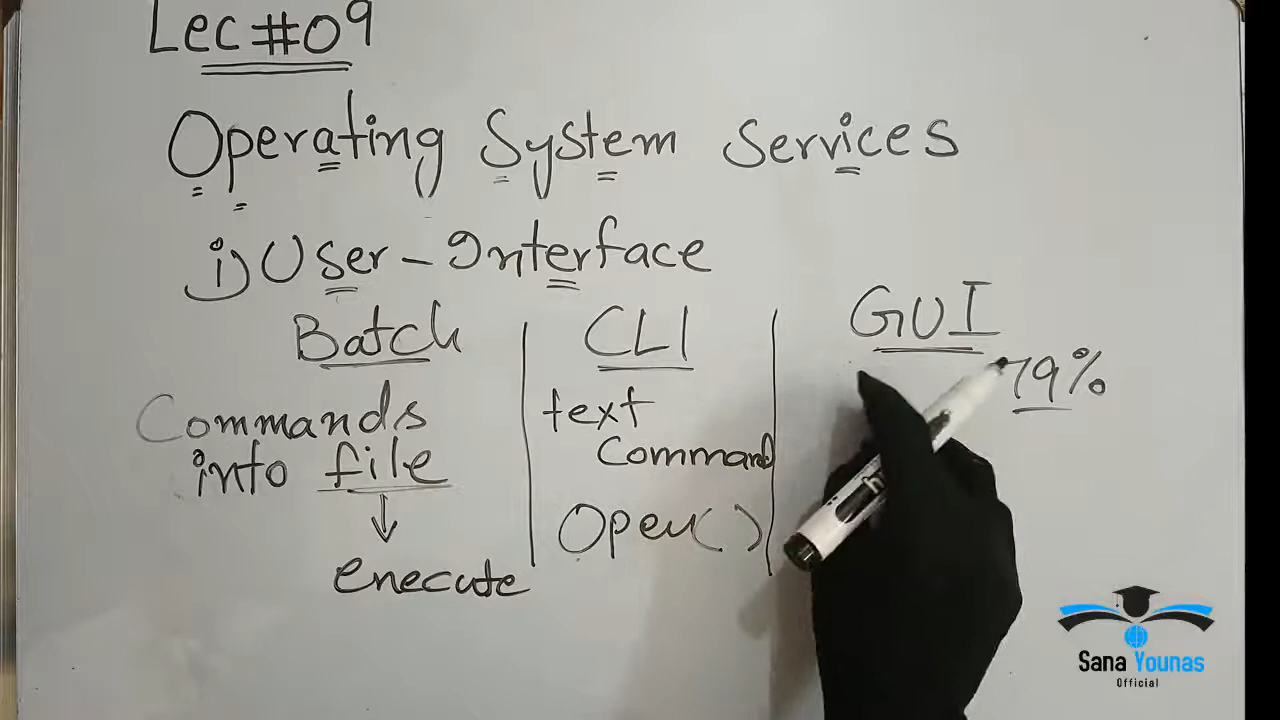 Lec #09
Operating System Services
i) User-Interface
Batch
Commands
into file
↓
execute
CLI
text
Command
Open()
GUI
79%
Sana Younas
Official